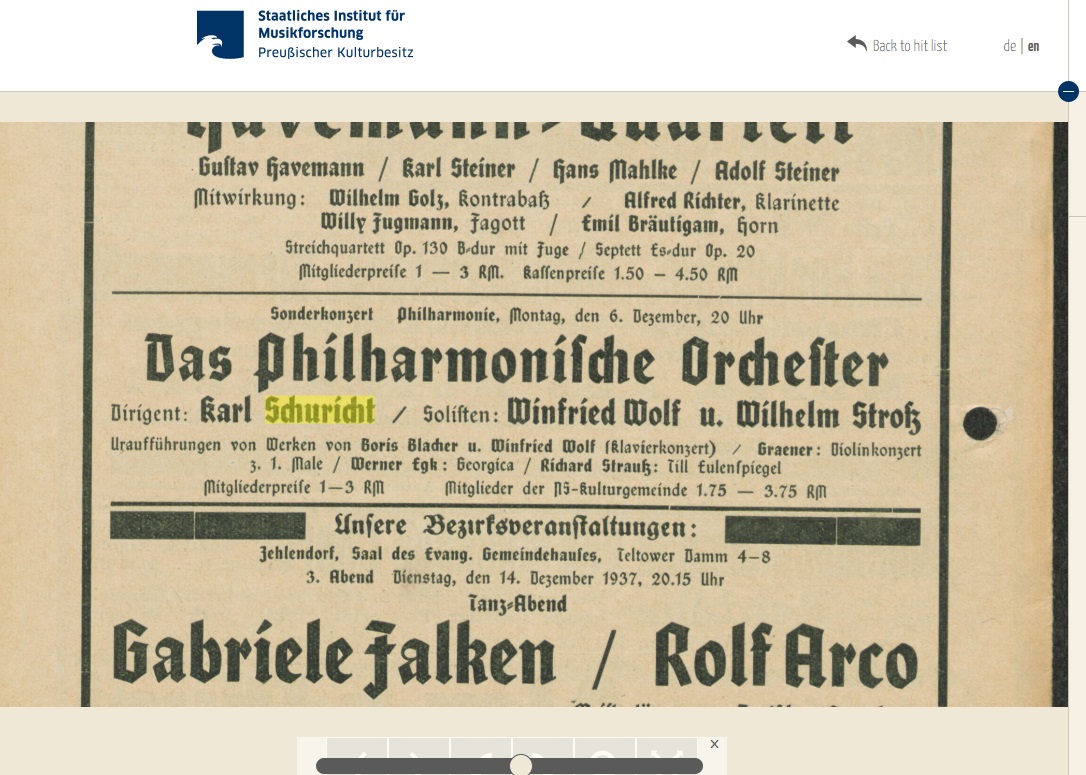 Staatliches Institut für
Musikforschung
Preußischer Kulturbesitz
Back to hit list
de | en
Havemann-Quartett
Gustav Havemann / Karl Steiner / Hans Mahlke / Adolf Steiner
Mitwirkung: Wilhelm Golz, Kontrabaß / Alfred Richter, Klarinette
Willy Fugmann, Fagott / Emil Bräutigam, Horn
Streichquartett Op. 130 B-dur mit Fuge / Septett Es-dur Op. 20
Mitgliederpreise 1 — 3 RM. Kassenpreise 1.50 — 4.50 RM
Sonderkonzert Philharmonie, Montag, den 6. Dezember, 20 Uhr
Das Philharmonische Orchester
Dirigent: Karl Schuricht / Solisten: Winfried Wolf u. Wilhelm Stroß
Uraufführungen von Werken von Boris Blacher u. Winfried Wolf (Klavierkonzert) / Graener: Violinkonzert
z. 1. Male / Werner Egk: Georgica / Richard Strauß: Till Eulenspiegel
Mitgliederpreise 1—3 RM Mitglieder der NS-Kulturgemeinde 1.75 — 3.75 RM
Unsere Bezirksveranstaltungen:
Zehlendorf, Saal des Evang. Gemeindehauses, Teltower Damm 4-8
3. Abend Dienstag, den 14. Dezember 1937, 20.15 Uhr
Tanz-Abend
Gabriele Falken / Rolf Arco